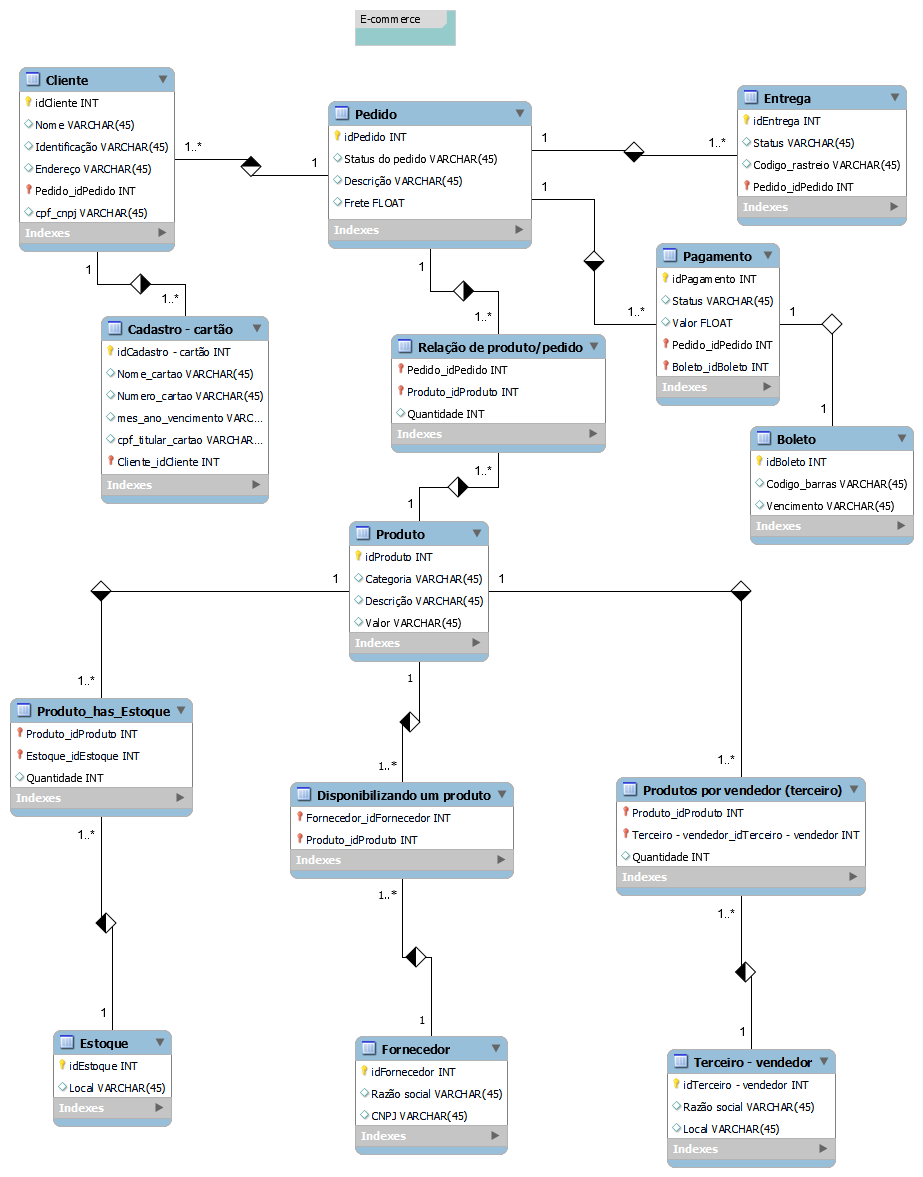 E-commerce
Cliente
idCliente INT
Nome VARCHAR(45)
Identificação VARCHAR(45)
Endereço VARCHAR(45)
Pedido_idPedido INT
cpf_cnpj VARCHAR(45)
Indexes
1..*
1
Pedido
idPedido INT
Status do pedido VARCHAR(45)
Descrição VARCHAR(45)
Frete FLOAT
Indexes
1
1..*
Entrega
idEntrega INT
Status VARCHAR(45)
Codigo_rastreio VARCHAR(45)
Pedido_idPedido INT
Indexes
1
1..*
Pagamento
idPagamento INT
Status VARCHAR(45)
Valor FLOAT
Pedido_idPedido INT
Boleto_idBoleto INT
Indexes
1
1
Boleto
idBoleto INT
Codigo_barras VARCHAR(45)
Vencimento VARCHAR(45)
Indexes
1
1..*
Cadastro - cartão
idCadastro - cartão INT
Nome_cartao VARCHAR(45)
Numero_cartao VARCHAR(45)
mes_ano_vencimento VARC...
cpf_titular_cartao VARCHAR...
Cliente_idCliente INT
Indexes
1
1..*
Relação de produto/pedido
Pedido_idPedido INT
Produto_idProduto INT
Quantidade INT
Indexes
1..*
1
Produto
idProduto INT
Categoria VARCHAR(45)
Descrição VARCHAR(45)
Valor VARCHAR(45)
Indexes
1
1..*
Produto_has_Estoque
Produto_idProduto INT
Estoque_idEstoque INT
Quantidade INT
Indexes
1..*
1
Estoque
idEstoque INT
Local VARCHAR(45)
Indexes
1
1..*
Disponibilizando um produto
Fornecedor_idFornecedor INT
Produto_idProduto INT
Indexes
1..*
1
Fornecedor
idFornecedor INT
Razão social VARCHAR(45)
CNPJ VARCHAR(45)
Indexes
1
1..*
Produtos por vendedor (terceiro)
Produto_idProduto INT
Terceiro - vendedor_idTerceiro - vendedor INT
Quantidade INT
Indexes
1..*
1
Terceiro - vendedor
idTerceiro - vendedor INT
Razão social VARCHAR(45)
Local VARCHAR(45)
Indexes